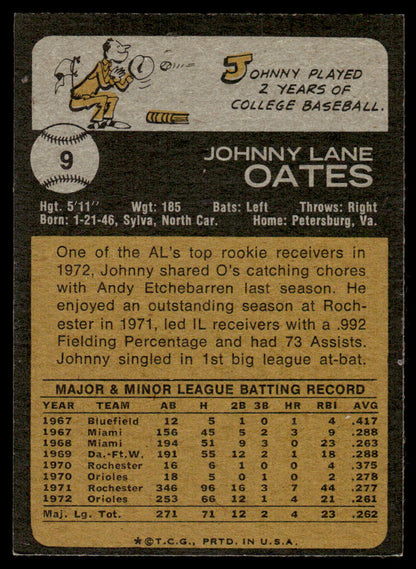 JOHNNY PLAYED
2 YEARS OF
COLLEGE BASEBALL.
9
JOHNNY LANE
OATES
Hgt. 5'11" Wgt: 185 Bats: Left Throws: Right
Born: 1-21-46, Sylva, North Car. Home: Petersburg, Va.
One of the AL's top rookie receivers in
1972, Johnny shared O's catching chores
with Andy Etchebarren last season. He
enjoyed an outstanding season at Roch-
ester in 1971, led IL receivers with a .992
Fielding Percentage and had 73 Assists.
Johnny singled in 1st big league at-bat.
MAJOR & MINOR LEAGUE BATTING RECORD
YEAR TEAM AB H 2B 3B HR RBI AVG
1967 Bluefield 12 5 1 0 1 4 .417
1967 Miami 156 45 5 2 3 9 .288
1968 Miami 194 51 9 3 0 23 .263
1969 Da.-Ft.W. 191 55 12 2 1 18 .288
1970 Rochester 16 6 1 0 0 4 .375
1970 Orioles 18 5 0 1 0 2 .278
1971 Rochester 346 96 16 3 7 44 .277
1972 Orioles 253 66 12 1 4 21 .261
Maj. Lg. Tot. 271 71 12 2 4 23 .262
★©T.C.G., PRTD. IN U.S.A.